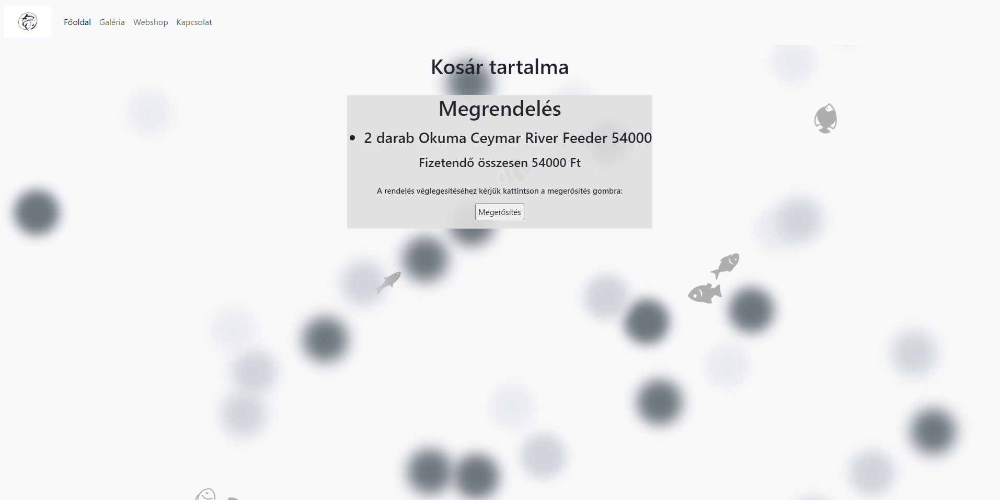 Főoldal Galéria Webshop Kapcsolat
Kosár tartalma
Megrendelés
2 darab Okuma Ceymar River Feeder 54000
Fizetendő összesen 54000 Ft
A rendelés véglegesítéséhez kérjük kattintson a megerősítés gombra:
Megerősítés